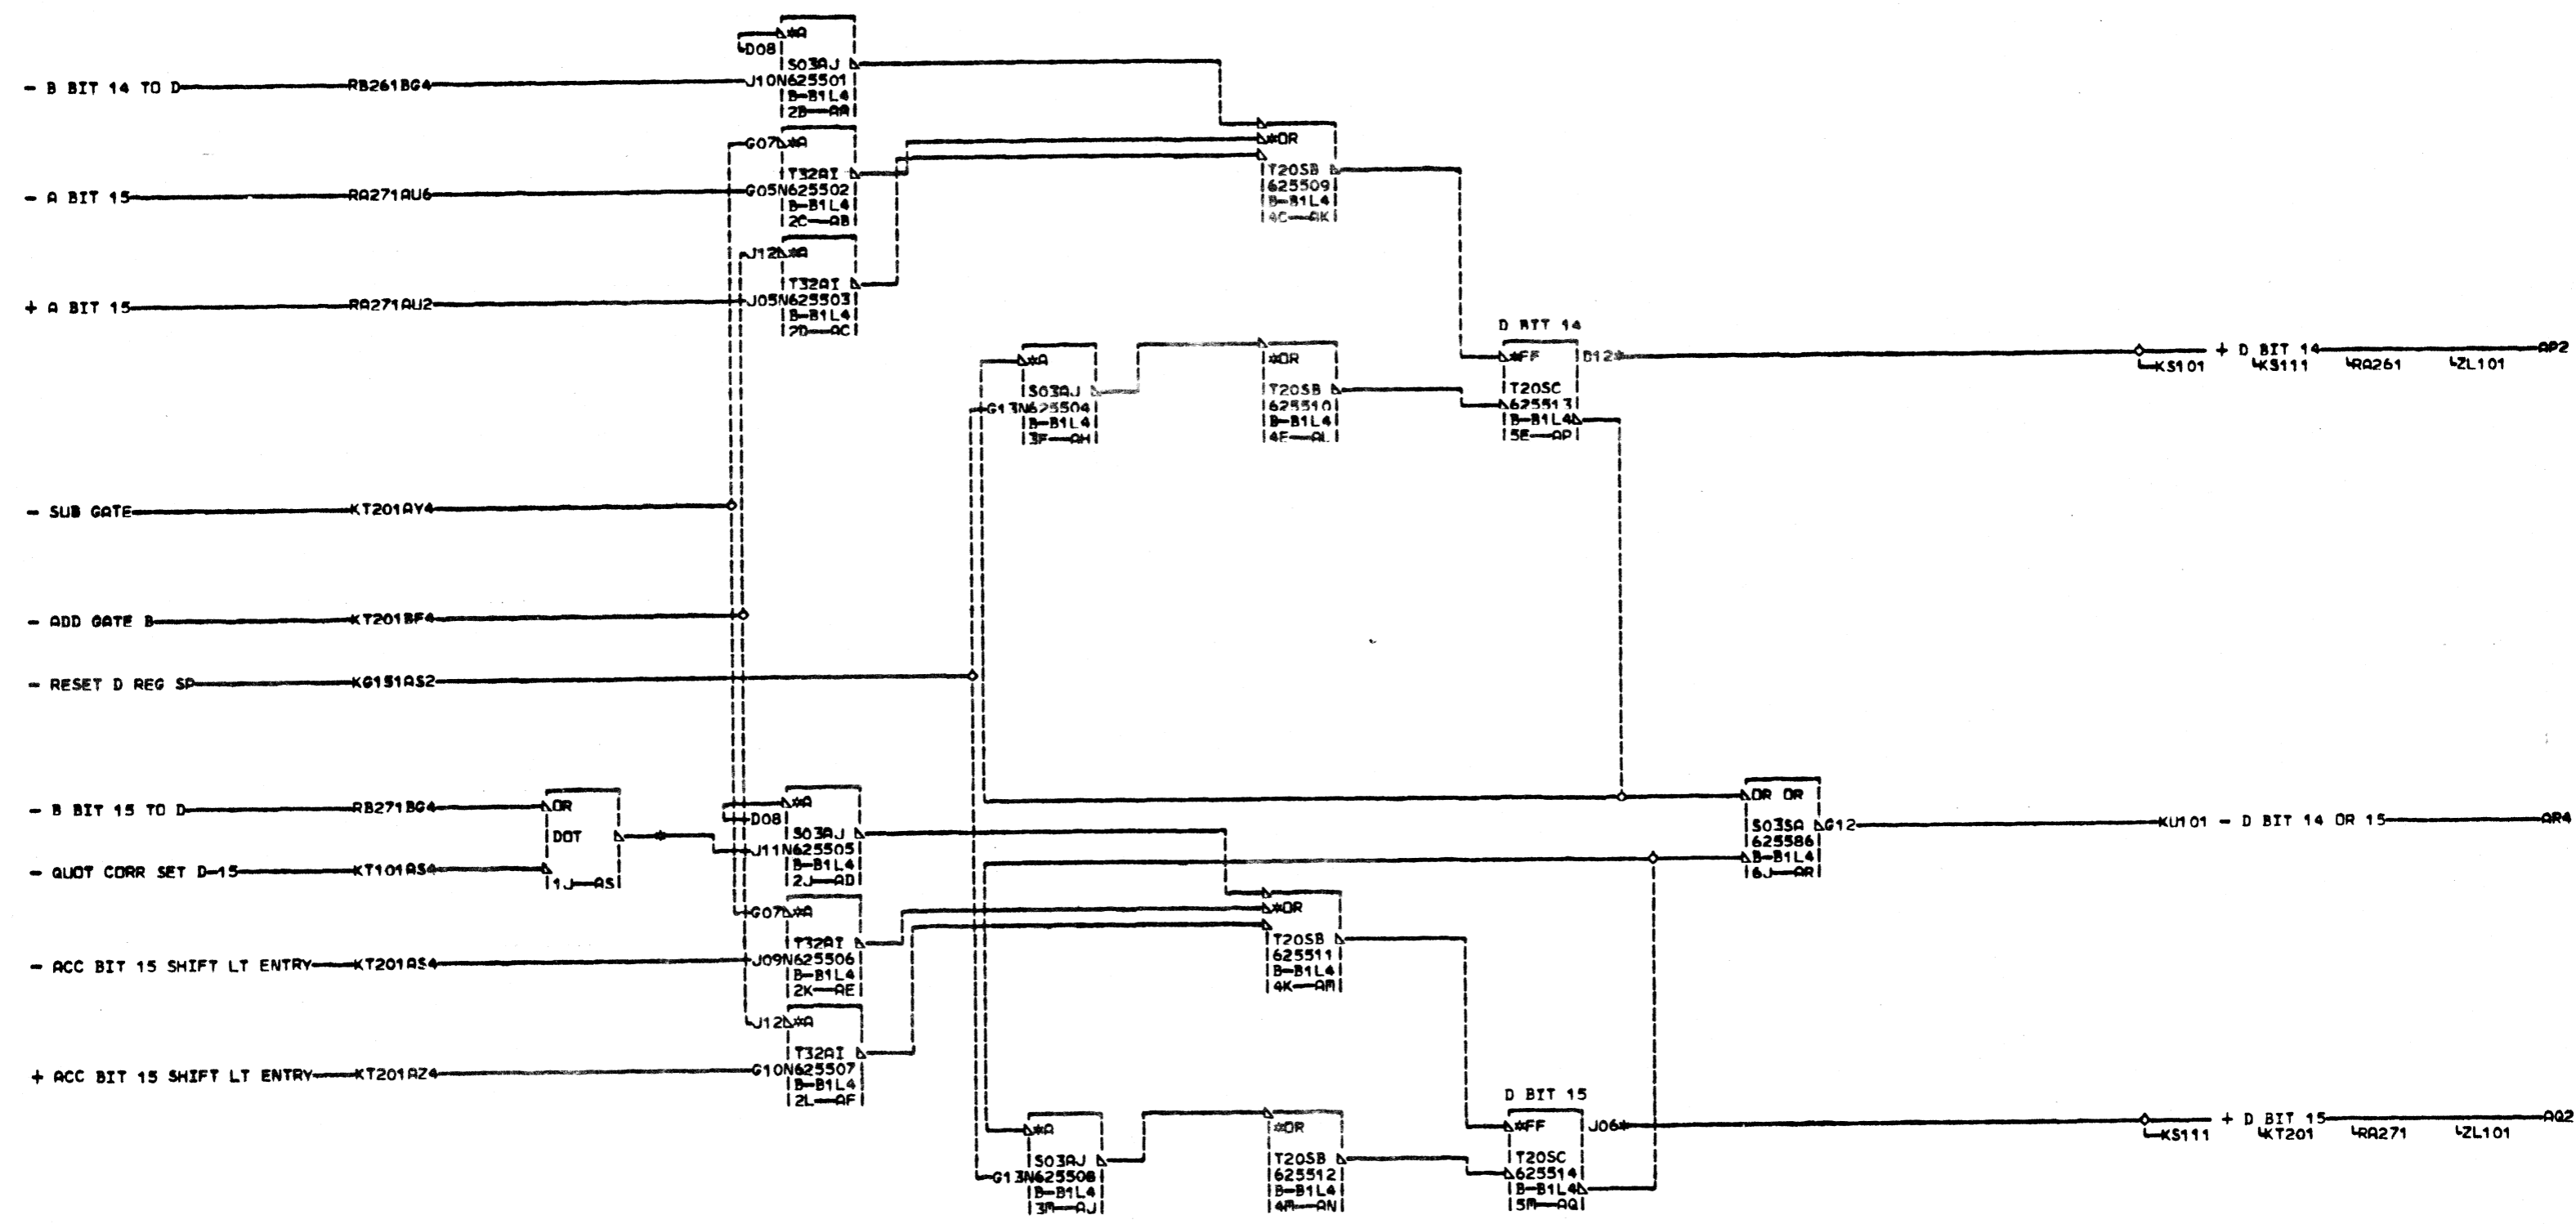 *A
D08
S03AJ
- B BIT 14 TO D RB261BG4 J10N625501
B-B1L4
2B AA
G07 *A
T32AI
- A BIT 15 RA271AU6 G05N625502
B-B1L4
2C AB
*OR
T20SB
625509
B-B1L4
4C AK
J12 *A
T32AI
+ A BIT 15 RA271AU2 J05N625503
B-B1L4
2D AC
*A
S03AJ
G13N625504
B-B1L4
3F AH
*OR
T20SB
625510
B-B1L4
4E AL
D BIT 14
*FF B12*
T20SC
625513
B-B1L4
5E AP
+ D BIT 14 AP2
KS101 KS111 RA261 ZL101
- SUB GATE KT201AY4
- ADD GATE B KT201BF4
- RESET D REG SP KG151AS2
- B BIT 15 TO D RB271BG4 OR
DOT
- QUOT CORR SET D-15 KT101AS4
1J AS
*A
D08
S03AJ
J11N625505
B-B1L4
2J AD
OR OR
S03SA G12 KU101 - D BIT 14 OR 15 AR4
625586
B-B1L4
6J AR
G07 *A
T32AI
- ACC BIT 15 SHIFT LT ENTRY KT201AS4 J09N625506
B-B1L4
2K AE
*OR
T20SB
625511
B-B1L4
4K AM
J12 *A
T32AI
+ ACC BIT 15 SHIFT LT ENTRY KT201AZ4 G10N625507
B-B1L4
2L AF
*A
S03AJ
G13N625508
B-B1L4
3M AJ
*OR
T20SB
625512
B-B1L4
4M AN
D BIT 15
*FF J06*
T20SC
625514
B-B1L4
5M AQ
+ D BIT 15 AQ2
KS111 KT201 RA271 ZL101